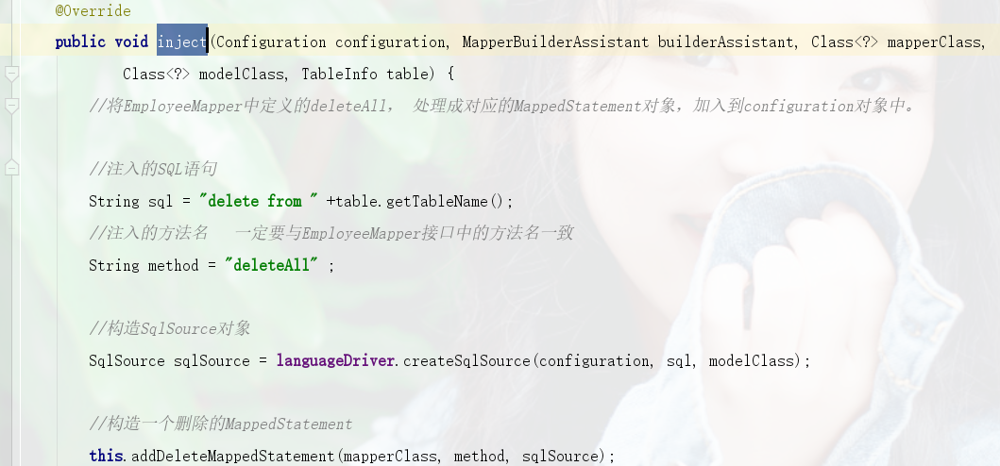 @Override
public void inject(Configuration configuration, MapperBuilderAssistant builderAssistant, Class<?> mapperClass,
Class<?> modelClass, TableInfo table) {
//将EmployeeMapper中定义的deleteAll， 处理成对应的MappedStatement对象，加入到configuration对象中。
//注入的SQL语句
String sql = "delete from " +table.getTableName();
//注入的方法名   一定要与EmployeeMapper接口中的方法名一致
String method = "deleteAll" ;
//构造SqlSource对象
SqlSource sqlSource = languageDriver.createSqlSource(configuration, sql, modelClass);
//构造一个删除的MappedStatement
this.addDeleteMappedStatement(mapperClass, method, sqlSource);